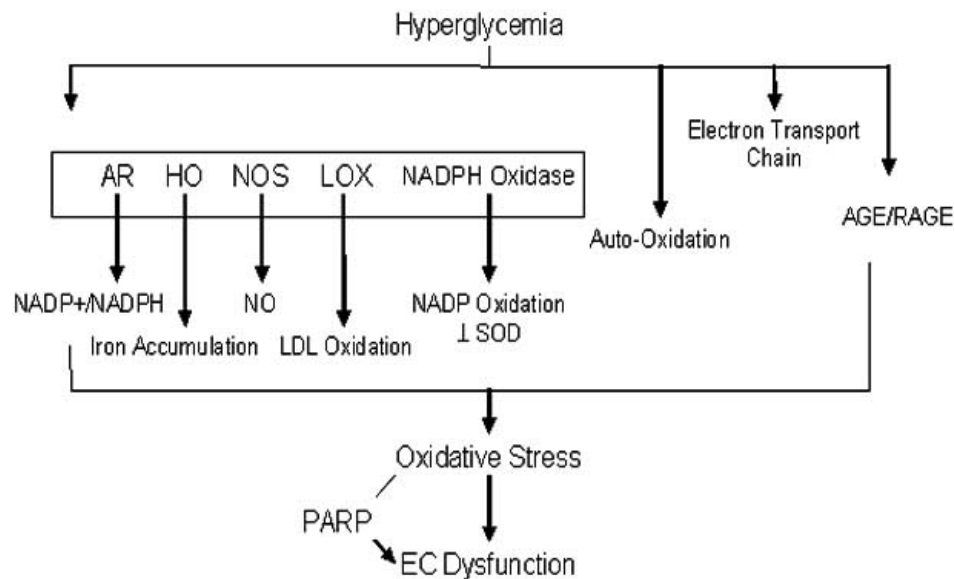 Hyperglycemia
Electron Transport
Chain
AR HO NOS LOX NADPH Oxidase
AGE/RAGE
Auto-Oxidation
NADP+/NADPH NO NADP Oxidation
⊥ SOD
Iron Accumulation LDL Oxidation
Oxidative Stress
PARP
EC Dysfunction